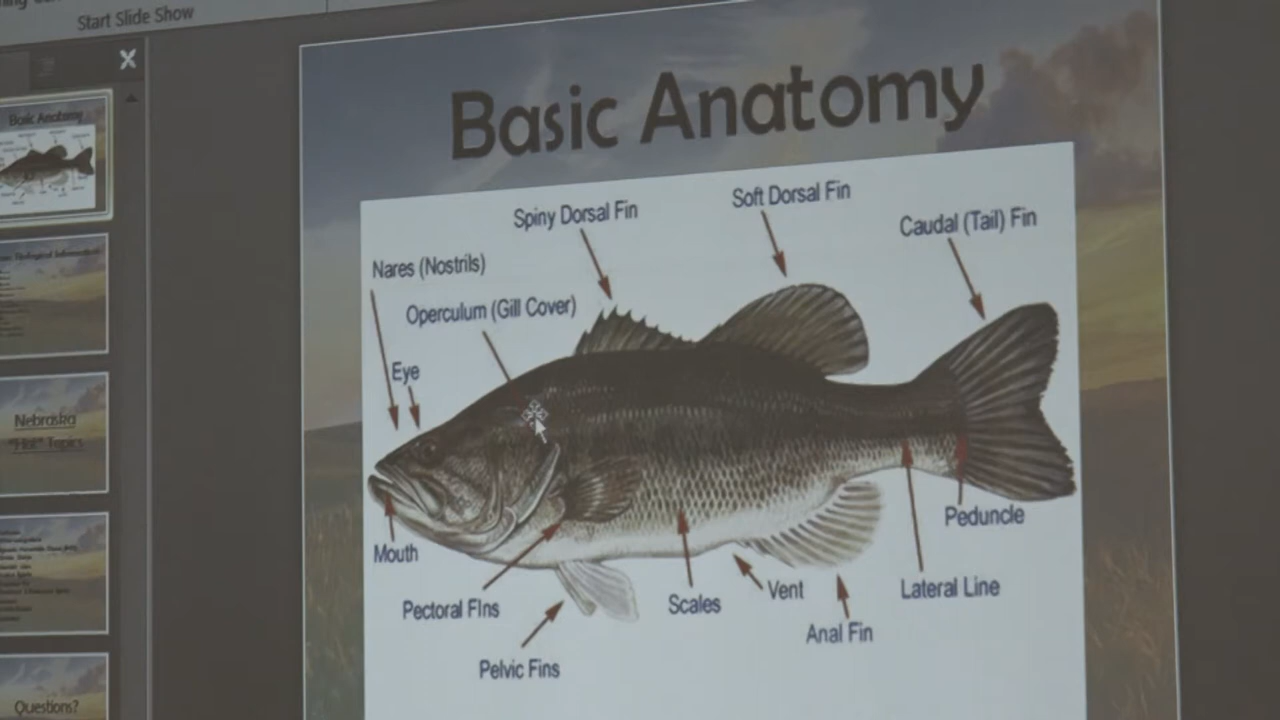 Start Slide Show
Basic Anatomy
Spiny Dorsal Fin
Soft Dorsal Fin
Caudal (Tail) Fin
Nares (Nostrils)
Operculum (Gill Cover)
Eye
Mouth
Peduncle
Pectoral FIns
Scales
Vent
Lateral Line
Anal Fin
Pelvic Fins
Basic Anatomy
Nebraska
"Hot" Topics
Questions?